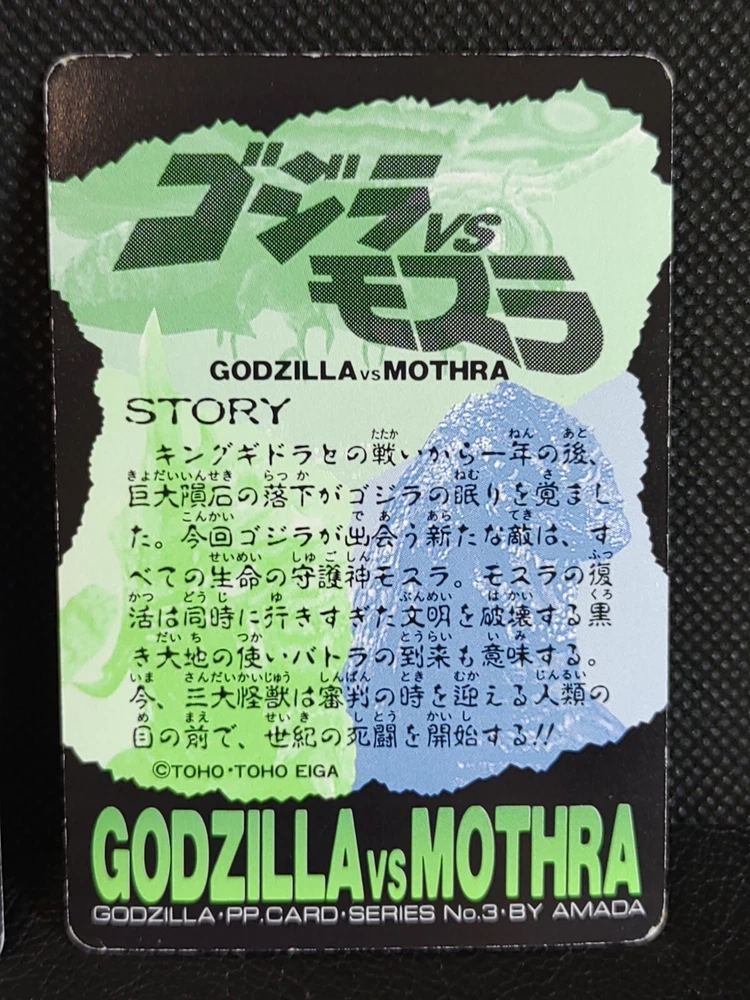 ゴジラVS
モスラ
GODZILLA VS MOTHRA
STORY
キングギドラとの戦いから一年の後、
巨大隕石の落下がゴジラの眠りを覚まし
た。今回ゴジラが出会う新たな敵は、す
べての生命の守護神モスラ。モスラの復
活は同時に行きすぎた文明を破壊する黒
き大地の使いバトラの到来も意味する。
今、三大怪獣は審判の時を迎える人類の
目の前で、世紀の死闘を開始する!!
©TOHO・TOHO EIGA
GODZILLA VS MOTHRA
GODZILLA・PP.CARD・SERIES No.3・BY AMADA